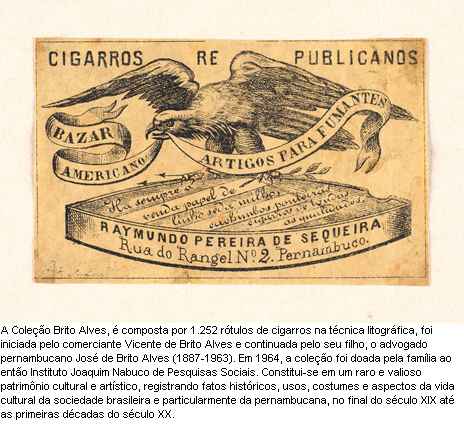 CIGARROS RE PUBLICANOS
BAZAR
AMERICANO
ARTIGOS PARA FUMANTES
Ha sempre a
venda papel de
linho seda milho
cachimbos ponteiras
cigarros de todas
as qualidades.
RAYMUNDO PEREIRA DE SEQUEIRA
Rua do Rangel Nº 2. Pernambuco.
A Coleção Brito Alves, é composta por 1.252 rótulos de cigarros na técnica litográfica, foi
iniciada pelo comerciante Vicente de Brito Alves e continuada pelo seu filho, o advogado
pernambucano José de Brito Alves (1887-1963). Em 1964, a coleção foi doada pela família ao
então Instituto Joaquim Nabuco de Pesquisas Sociais. Constitui-se em um raro e valioso
patrimônio cultural e artístico, registrando fatos históricos, usos, costumes e aspectos da vida
cultural da sociedade brasileira e particularmente da pernambucana, no final do século XIX até
as primeiras décadas do século XX.